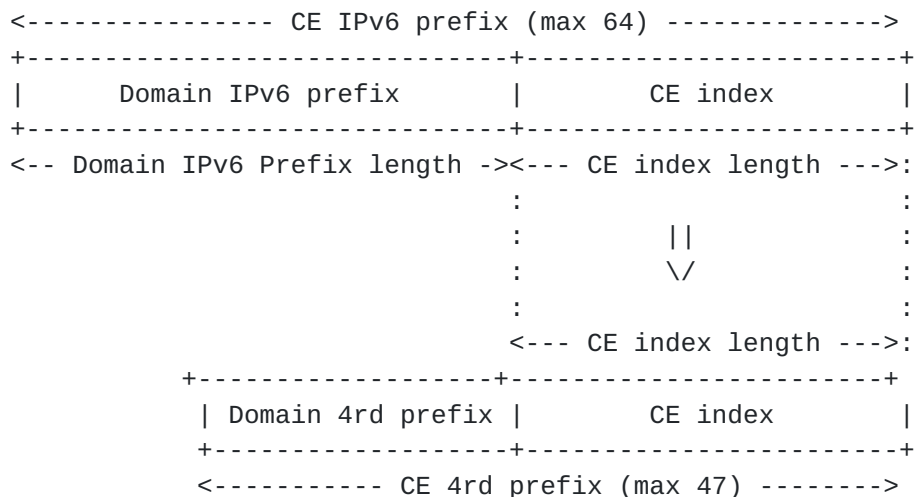 <---------------- CE IPv6 prefix (max 64) -------------->
+-------------------------------+------------------------+
|      Domain IPv6 prefix       |        CE index        |
+-------------------------------+------------------------+
<-- Domain IPv6 Prefix length -><--- CE index length --->:
:                        :
:         ||             :
:         \/             :
:                        :
<--- CE index length --->:
+-------------------+------------------------+
| Domain 4rd prefix |        CE index        |
+-------------------+------------------------+
<----------- CE 4rd prefix (max 47) -------->